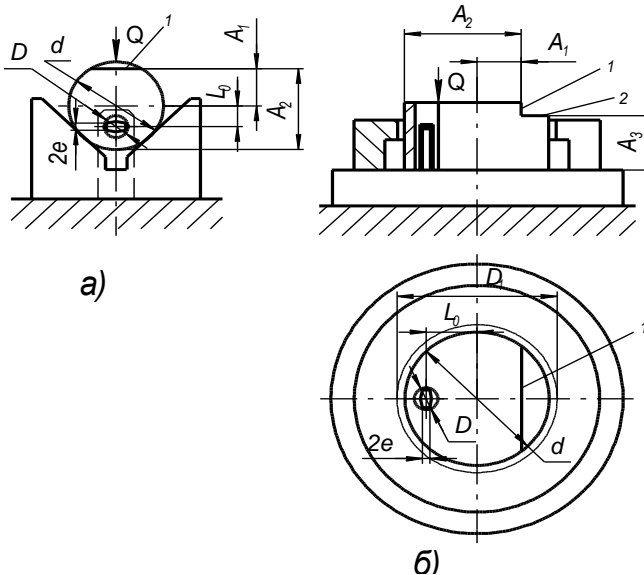 1
Q
d
D
A₁
L₀
A₂
2e
а)
A₂
A₁
Q
1
2
A₃
D₁
L₀
1
D
d
2e
б)